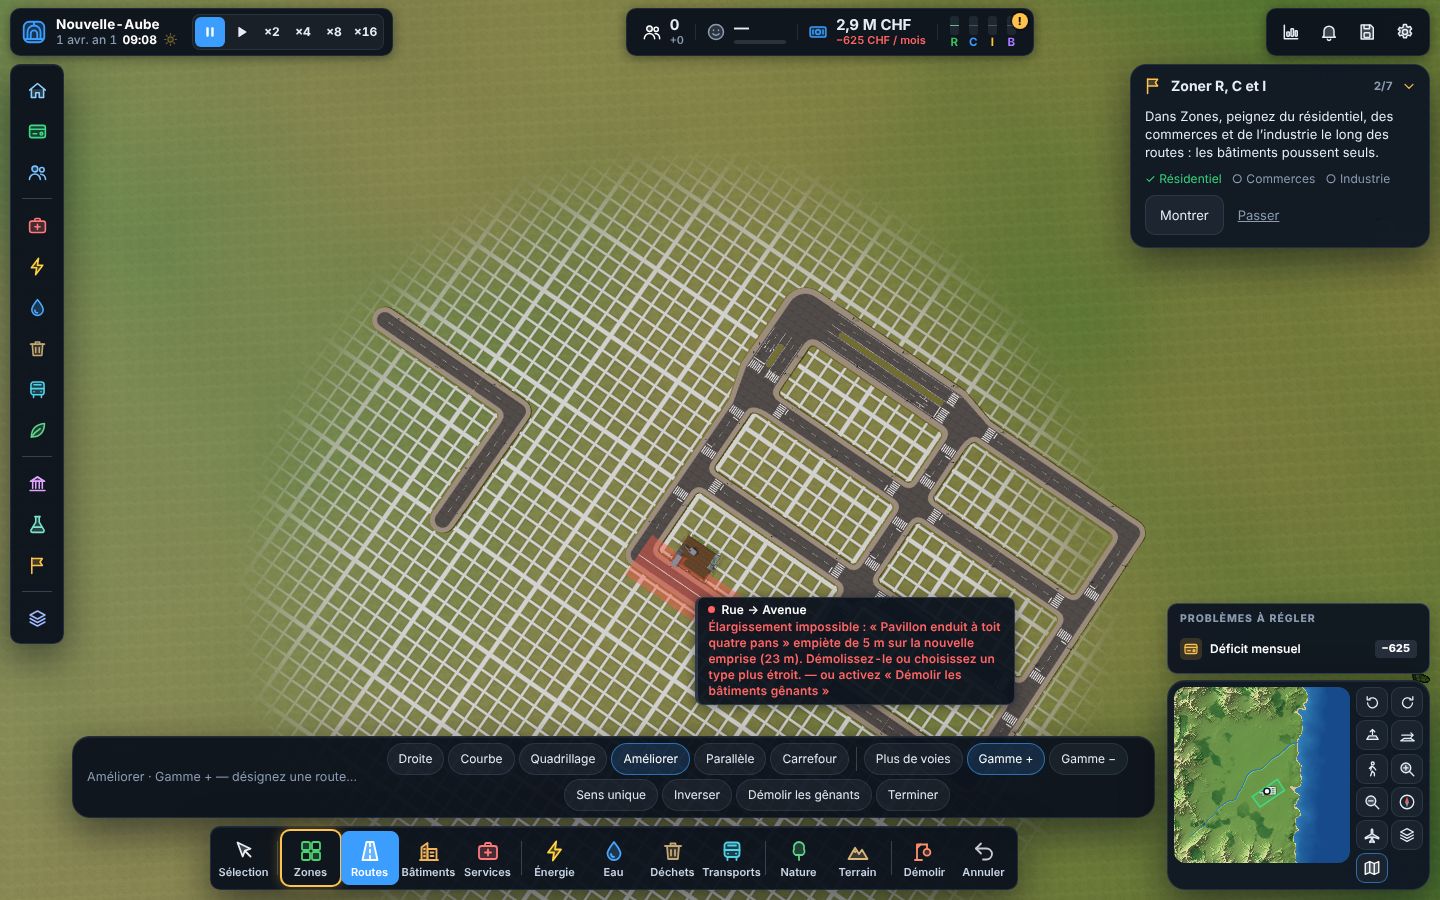 Nouvelle-Aube
1 avr. an 1 09:08
×2 ×4 ×8 ×16
0
+0
—
2,9 M CHF
−625 CHF / mois
R C I B
!
Zoner R, C et I
2/7
Dans Zones, peignez du résidentiel, des
commerces et de l’industrie le long des
routes : les bâtiments poussent seuls.
✓ Résidentiel ○ Commerces ○ Industrie
Montrer Passer
Rue → Avenue
Élargissement impossible : « Pavillon enduit à toit
quatre pans » empiète de 5 m sur la nouvelle
emprise (23 m). Démolissez-le ou choisissez un
type plus étroit. — ou activez « Démolir les
bâtiments gênants »
PROBLÈMES À RÉGLER
Déficit mensuel −625
Améliorer · Gamme + — désignez une route…
Droite Courbe Quadrillage Améliorer Parallèle Carrefour Plus de voies Gamme + Gamme −
Sens unique Inverser Démolir les gênants Terminer
Sélection Zones Routes Bâtiments Services Énergie Eau Déchets Transports Nature Terrain Démolir Annuler